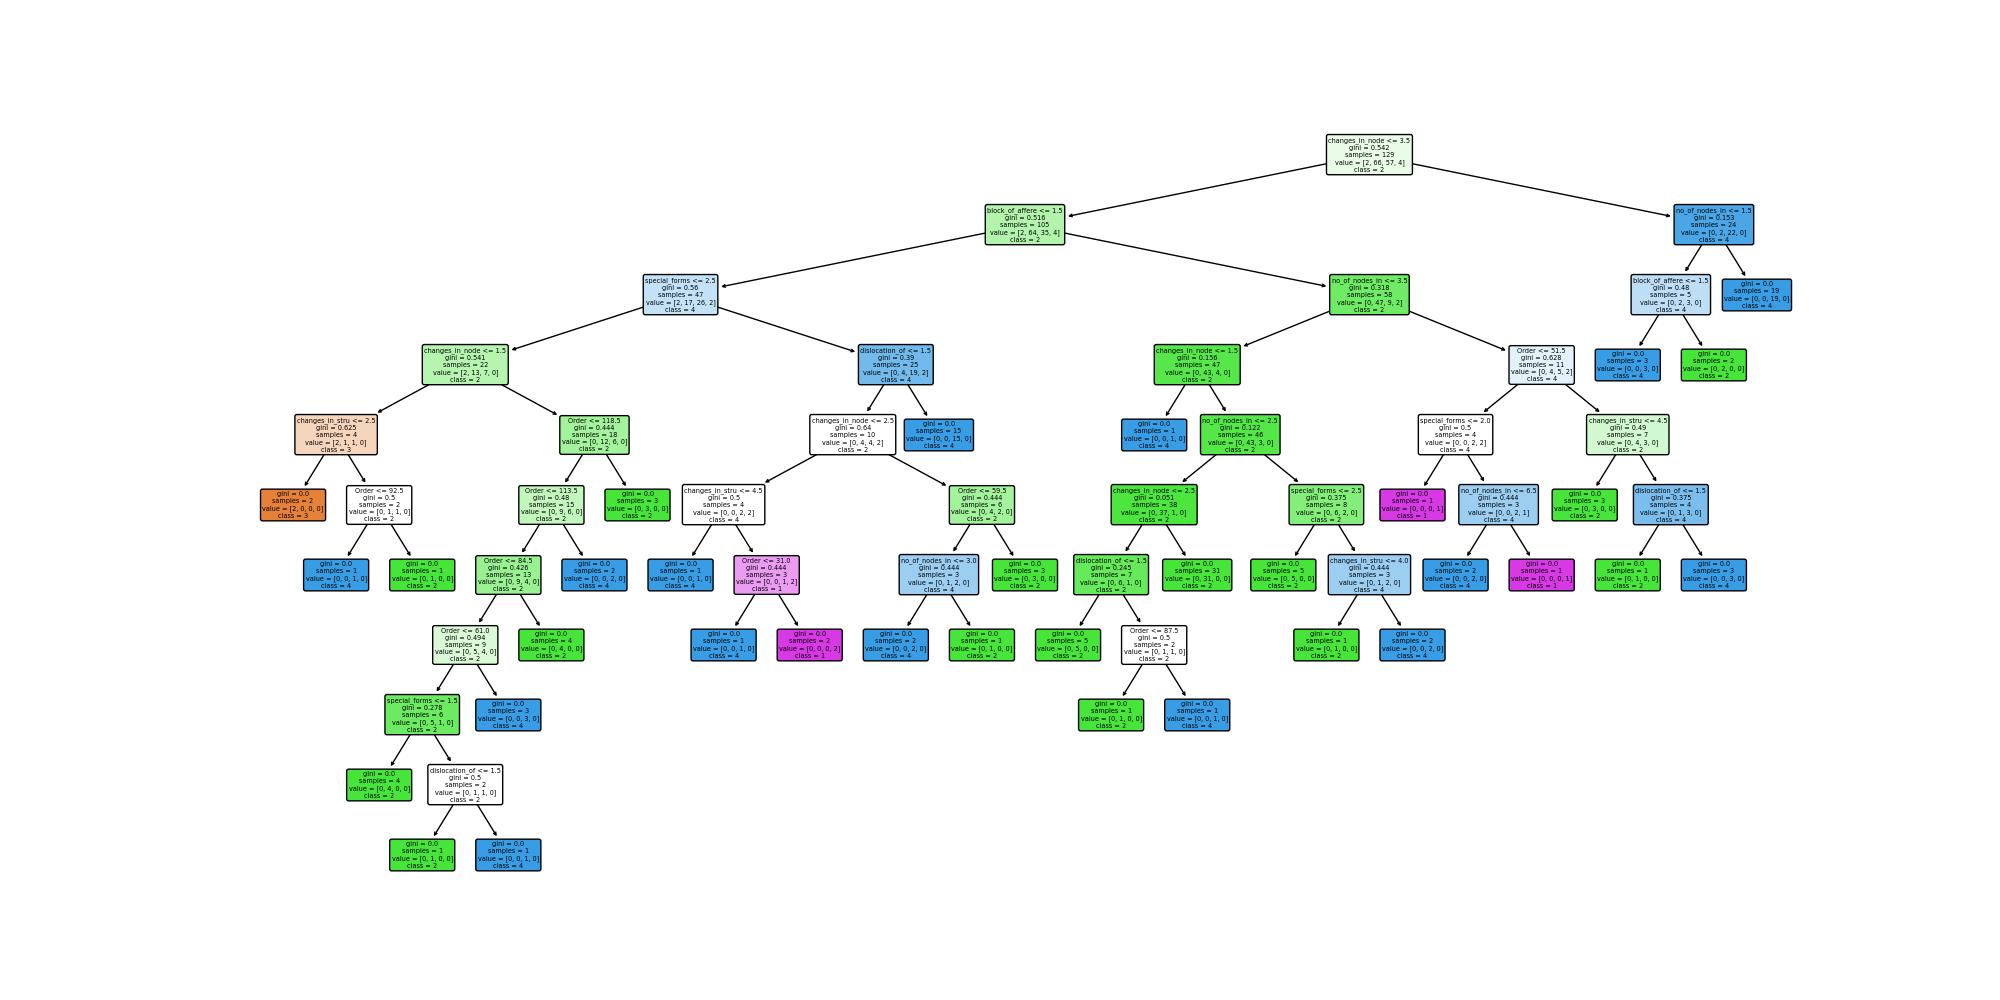 changes_in_node <= 3.5
gini = 0.542
samples = 129
value = [2, 66, 57, 4]
class = 2
block_of_affere <= 1.5
gini = 0.516
samples = 105
value = [2, 64, 35, 4]
class = 2
no_of_nodes_in <= 1.5
gini = 0.153
samples = 24
value = [0, 2, 22, 0]
class = 4
special_forms <= 2.5
gini = 0.56
samples = 47
value = [2, 17, 26, 2]
class = 4
no_of_nodes_in <= 3.5
gini = 0.318
samples = 58
value = [0, 47, 9, 2]
class = 2
block_of_affere <= 1.5
gini = 0.48
samples = 5
value = [0, 2, 3, 0]
class = 4
gini = 0.0
samples = 19
value = [0, 0, 19, 0]
class = 4
changes_in_node <= 1.5
gini = 0.541
samples = 22
value = [2, 13, 7, 0]
class = 2
dislocation_of <= 1.5
gini = 0.39
samples = 25
value = [0, 4, 19, 2]
class = 4
changes_in_node <= 1.5
gini = 0.156
samples = 47
value = [0, 43, 4, 0]
class = 2
Order <= 51.5
gini = 0.628
samples = 11
value = [0, 4, 5, 2]
class = 4
gini = 0.0
samples = 3
value = [0, 0, 3, 0]
class = 4
gini = 0.0
samples = 2
value = [0, 2, 0, 0]
class = 2
changes_in_stru <= 2.5
gini = 0.625
samples = 4
value = [2, 1, 1, 0]
class = 3
Order <= 118.5
gini = 0.444
samples = 18
value = [0, 12, 6, 0]
class = 2
changes_in_node <= 2.5
gini = 0.64
samples = 10
value = [0, 4, 4, 2]
class = 2
gini = 0.0
samples = 15
value = [0, 0, 15, 0]
class = 4
gini = 0.0
samples = 1
value = [0, 0, 1, 0]
class = 4
no_of_nodes_in <= 2.5
gini = 0.122
samples = 46
value = [0, 43, 3, 0]
class = 2
special_forms <= 2.0
gini = 0.5
samples = 4
value = [0, 0, 2, 2]
class = 4
changes_in_stru <= 4.5
gini = 0.49
samples = 7
value = [0, 4, 3, 0]
class = 2
gini = 0.0
samples = 2
value = [2, 0, 0, 0]
class = 3
Order <= 92.5
gini = 0.5
samples = 2
value = [0, 1, 1, 0]
class = 2
Order <= 113.5
gini = 0.48
samples = 15
value = [0, 9, 6, 0]
class = 2
gini = 0.0
samples = 3
value = [0, 3, 0, 0]
class = 2
changes_in_stru <= 4.5
gini = 0.5
samples = 4
value = [0, 0, 2, 2]
class = 4
Order <= 59.5
gini = 0.444
samples = 6
value = [0, 4, 2, 0]
class = 2
changes_in_node <= 2.5
gini = 0.051
samples = 38
value = [0, 37, 1, 0]
class = 2
special_forms <= 2.5
gini = 0.375
samples = 8
value = [0, 6, 2, 0]
class = 2
gini = 0.0
samples = 1
value = [0, 0, 0, 1]
class = 1
no_of_nodes_in <= 6.5
gini = 0.444
samples = 3
value = [0, 0, 2, 1]
class = 4
gini = 0.0
samples = 3
value = [0, 3, 0, 0]
class = 2
dislocation_of <= 1.5
gini = 0.375
samples = 4
value = [0, 1, 3, 0]
class = 4
gini = 0.0
samples = 1
value = [0, 0, 1, 0]
class = 4
gini = 0.0
samples = 1
value = [0, 1, 0, 0]
class = 2
Order <= 84.5
gini = 0.426
samples = 13
value = [0, 9, 4, 0]
class = 2
gini = 0.0
samples = 2
value = [0, 0, 2, 0]
class = 4
gini = 0.0
samples = 1
value = [0, 0, 1, 0]
class = 4
Order <= 31.0
gini = 0.444
samples = 3
value = [0, 0, 1, 2]
class = 1
no_of_nodes_in <= 3.0
gini = 0.444
samples = 3
value = [0, 1, 2, 0]
class = 4
gini = 0.0
samples = 3
value = [0, 3, 0, 0]
class = 2
dislocation_of <= 1.5
gini = 0.245
samples = 7
value = [0, 6, 1, 0]
class = 2
gini = 0.0
samples = 31
value = [0, 31, 0, 0]
class = 2
gini = 0.0
samples = 5
value = [0, 5, 0, 0]
class = 2
changes_in_stru <= 4.0
gini = 0.444
samples = 3
value = [0, 1, 2, 0]
class = 4
gini = 0.0
samples = 2
value = [0, 0, 2, 0]
class = 4
gini = 0.0
samples = 1
value = [0, 0, 0, 1]
class = 1
gini = 0.0
samples = 1
value = [0, 1, 0, 0]
class = 2
gini = 0.0
samples = 3
value = [0, 0, 3, 0]
class = 4
Order <= 61.0
gini = 0.494
samples = 9
value = [0, 5, 4, 0]
class = 2
gini = 0.0
samples = 4
value = [0, 4, 0, 0]
class = 2
gini = 0.0
samples = 1
value = [0, 0, 1, 0]
class = 4
gini = 0.0
samples = 2
value = [0, 0, 0, 2]
class = 1
gini = 0.0
samples = 2
value = [0, 0, 2, 0]
class = 4
gini = 0.0
samples = 1
value = [0, 1, 0, 0]
class = 2
gini = 0.0
samples = 5
value = [0, 5, 0, 0]
class = 2
Order <= 87.5
gini = 0.5
samples = 2
value = [0, 1, 1, 0]
class = 2
gini = 0.0
samples = 1
value = [0, 1, 0, 0]
class = 2
gini = 0.0
samples = 2
value = [0, 0, 2, 0]
class = 4
special_forms <= 1.5
gini = 0.278
samples = 6
value = [0, 5, 1, 0]
class = 2
gini = 0.0
samples = 3
value = [0, 0, 3, 0]
class = 4
gini = 0.0
samples = 1
value = [0, 1, 0, 0]
class = 2
gini = 0.0
samples = 1
value = [0, 0, 1, 0]
class = 4
gini = 0.0
samples = 4
value = [0, 4, 0, 0]
class = 2
dislocation_of <= 1.5
gini = 0.5
samples = 2
value = [0, 1, 1, 0]
class = 2
gini = 0.0
samples = 1
value = [0, 1, 0, 0]
class = 2
gini = 0.0
samples = 1
value = [0, 0, 1, 0]
class = 4